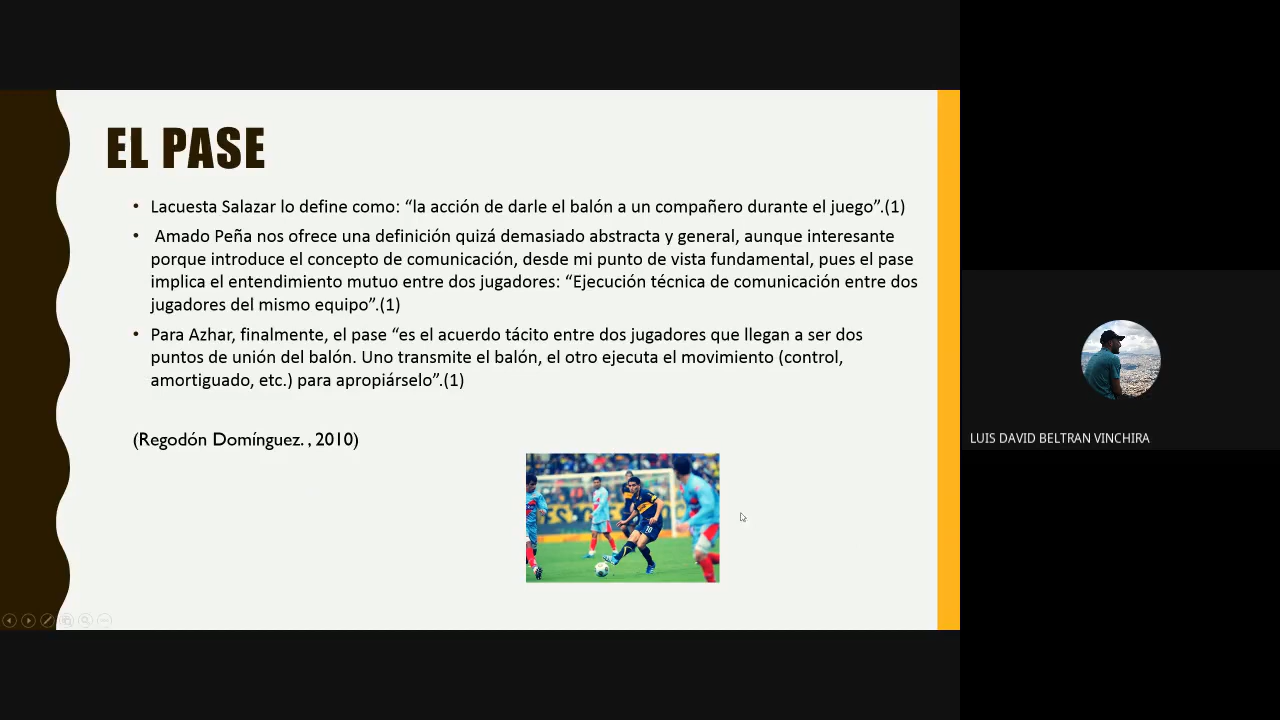 EL PASE
• Lacuesta Salazar lo define como: “la acción de darle el balón a un compañero durante el juego”.(1)
• Amado Peña nos ofrece una definición quizá demasiado abstracta y general, aunque interesante
porque introduce el concepto de comunicación, desde mi punto de vista fundamental, pues el pase
implica el entendimiento mutuo entre dos jugadores: “Ejecución técnica de comunicación entre dos
jugadores del mismo equipo”.(1)
• Para Azhar, finalmente, el pase “es el acuerdo tácito entre dos jugadores que llegan a ser dos
puntos de unión del balón. Uno transmite el balón, el otro ejecuta el movimiento (control,
amortiguado, etc.) para apropiárselo”.(1)
(Regodón Domínguez. , 2010)
10
LUIS DAVID BELTRAN VINCHIRA